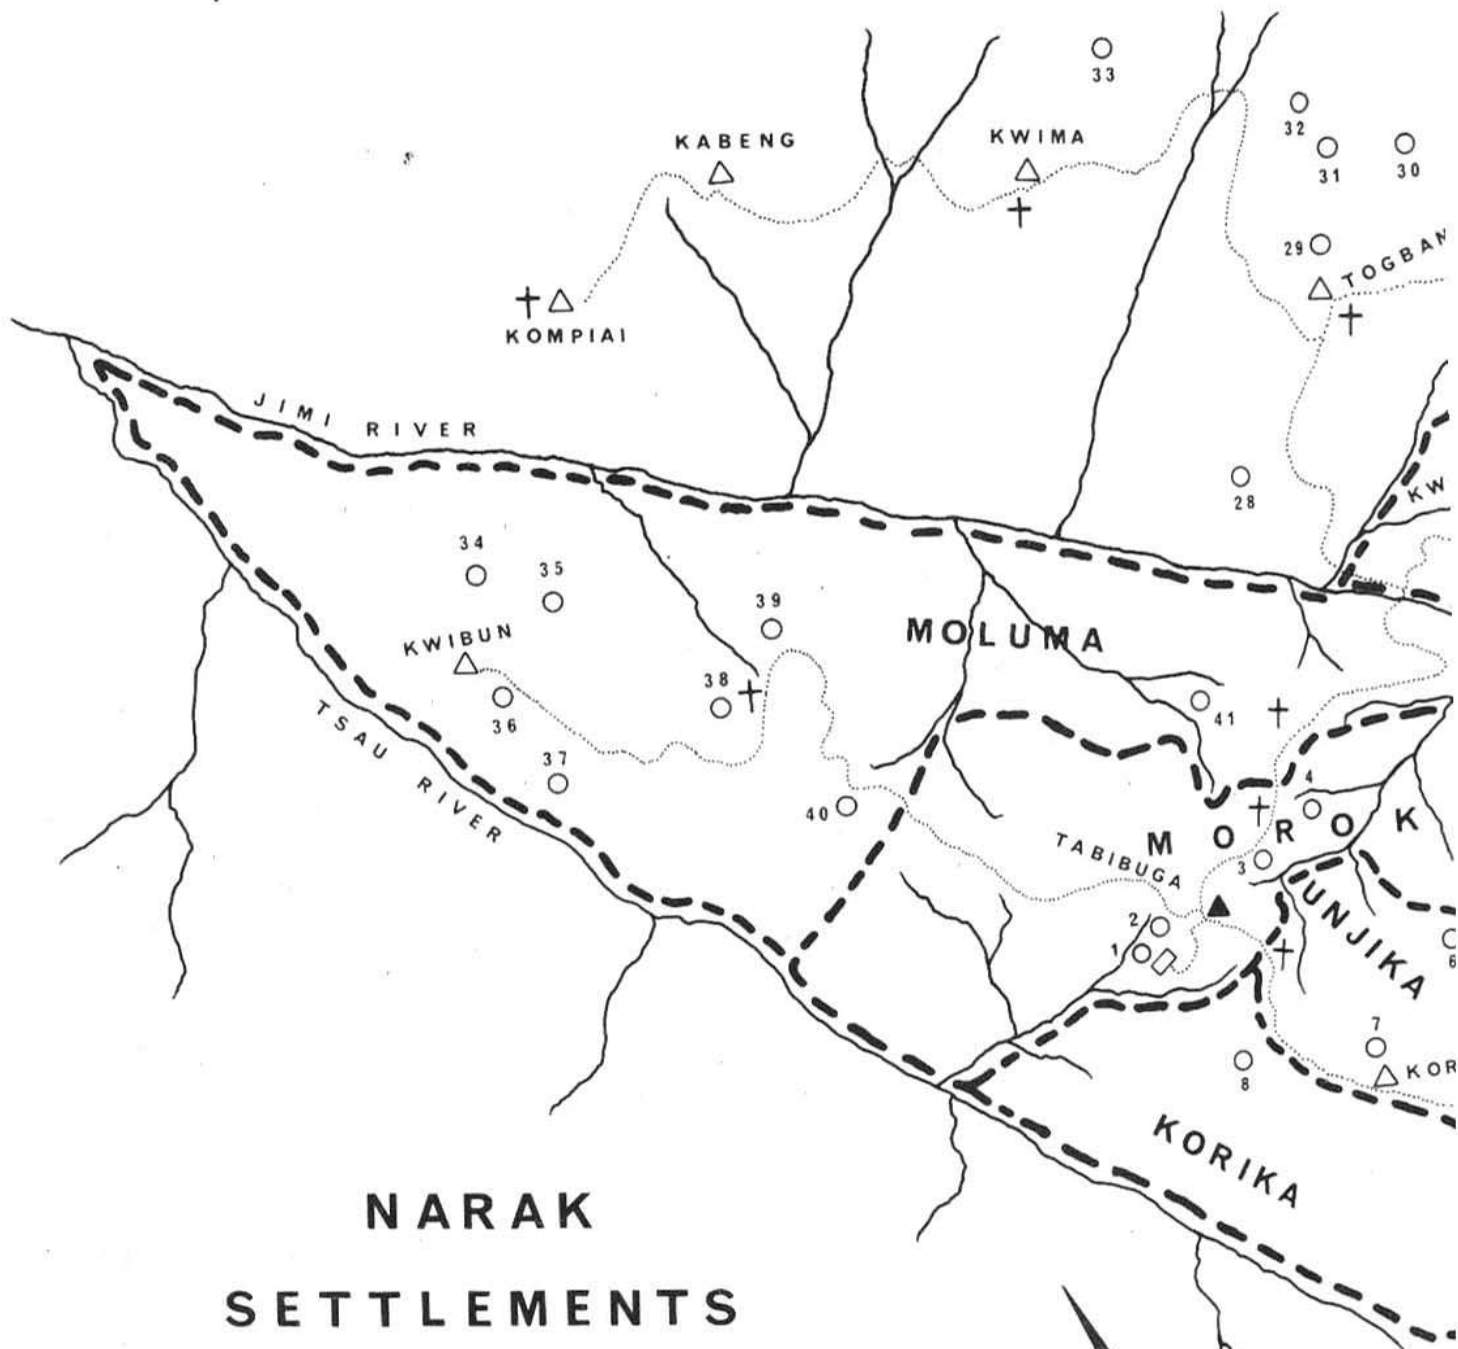 33
32
KABENG
KWIMA
31
30
29
TOGBAN
KOMPIAI
JIMI RIVER
28
KW
34
35
39
MOLUMA
KWIBUN
38
36
41
TSAU RIVER
37
4
40
MOROK
TABIBUGA
3
UNJIKA
2
1
6
7
8
KOR
KORIKA
NARAK
SETTLEMENTS